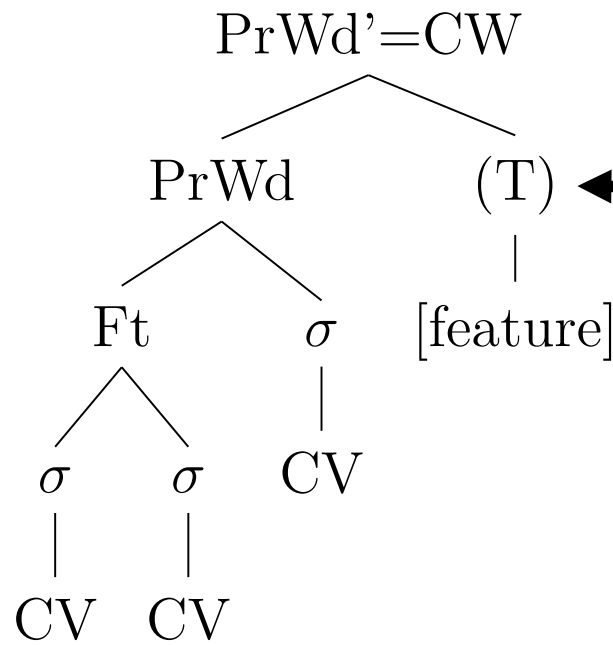 PrWd'=CW
PrWd (T)
Ft σ [feature]
σ σ CV
CV CV